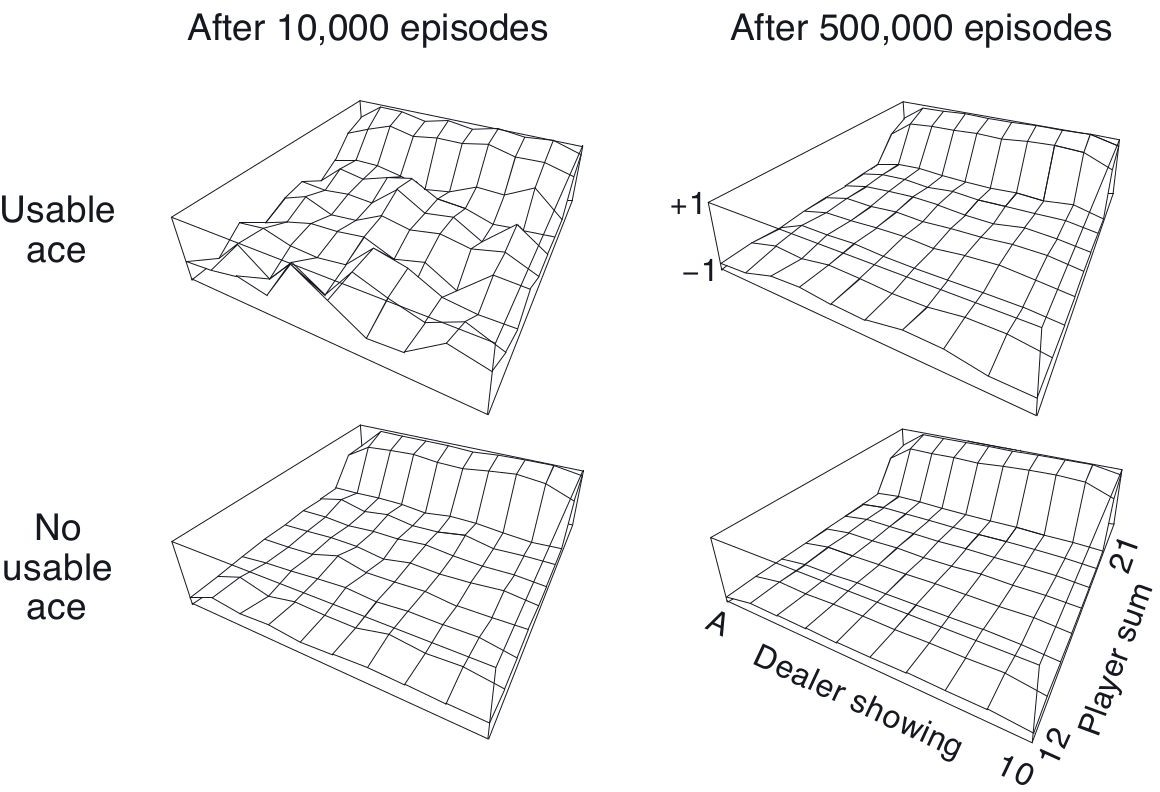 After 10,000 episodes
After 500,000 episodes
Usable
ace
+1
−1
No
usable
ace
A
Dealer showing
10
12
Player sum
21